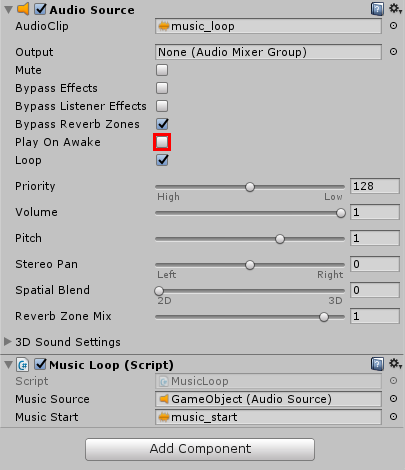 Audio Source
AudioClip music_loop
Output None (Audio Mixer Group)
Mute
Bypass Effects
Bypass Listener Effects
Bypass Reverb Zones
Play On Awake
Loop
Priority 128
High Low
Volume 1
Pitch 1
Stereo Pan 0
Left Right
Spatial Blend 0
2D 3D
Reverb Zone Mix 1
3D Sound Settings
Music Loop (Script)
Script MusicLoop
Music Source GameObject (Audio Source)
Music Start music_start
Add Component